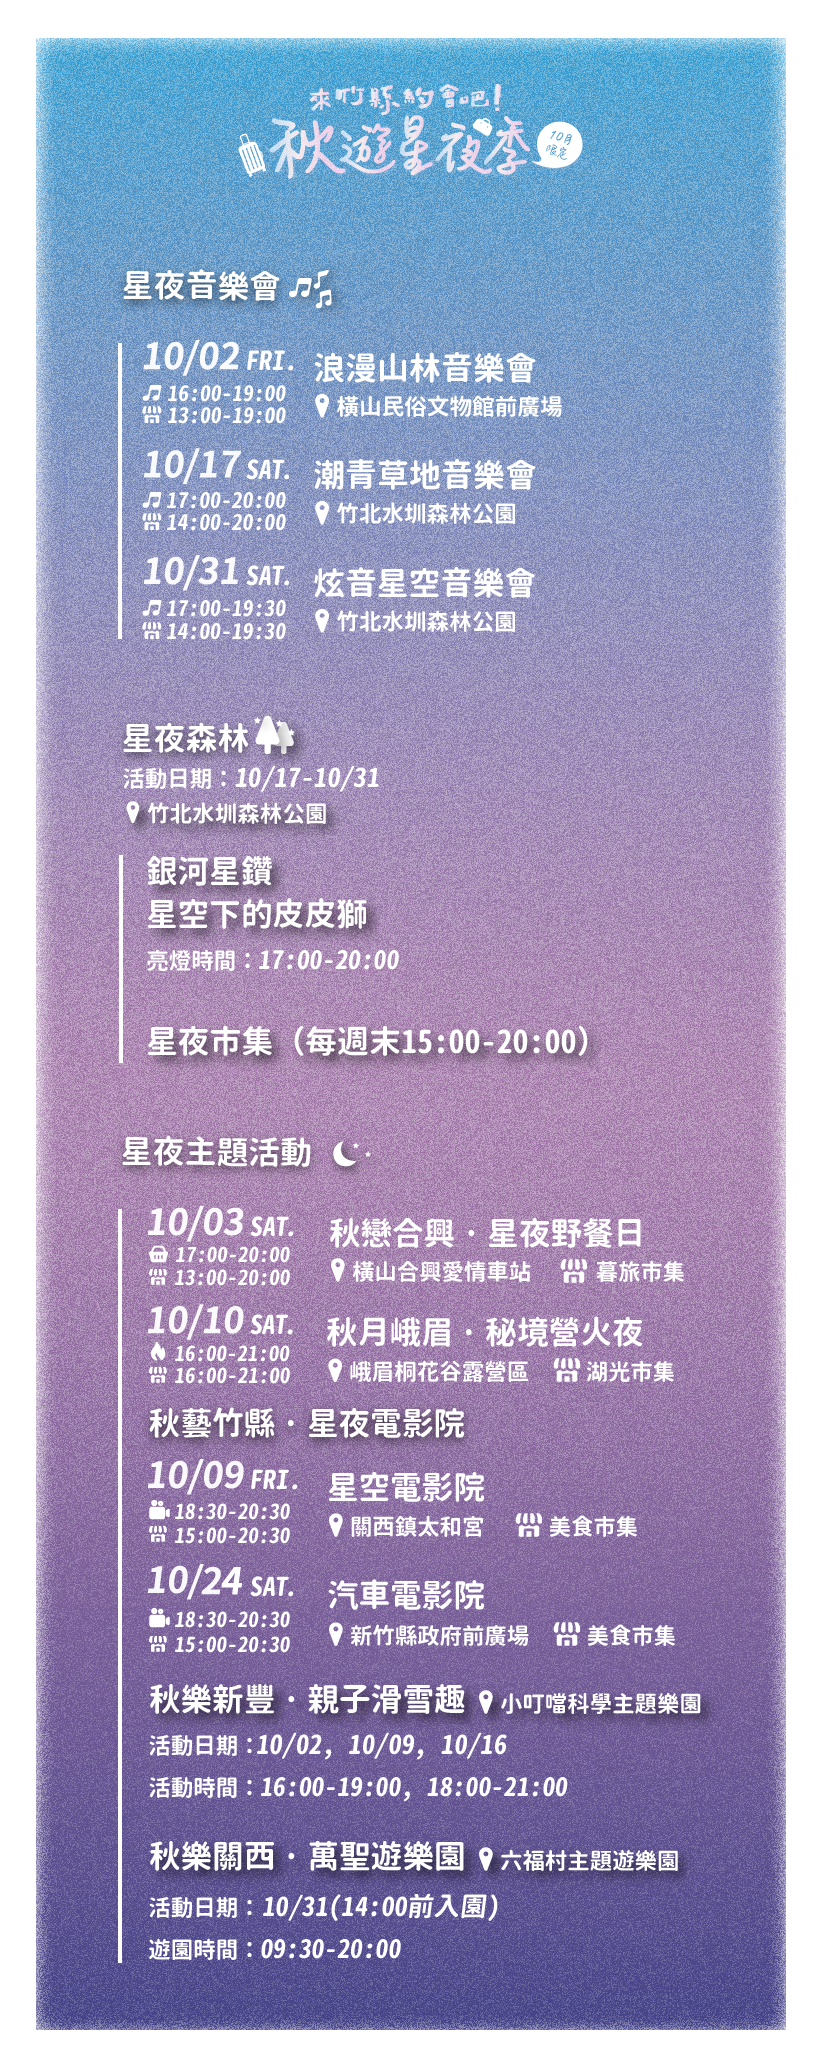 來竹縣約會吧!
秋遊星夜季
10月
限定
星夜音樂會
10/02 FRI.
16:00-19:00
13:00-19:00
浪漫山林音樂會
橫山民俗文物館前廣場
10/17 SAT.
17:00-20:00
14:00-20:00
潮青草地音樂會
竹北水圳森林公園
10/31 SAT.
17:00-19:30
14:00-19:30
炫音星空音樂會
竹北水圳森林公園
星夜森林
活動日期：10/17-10/31
竹北水圳森林公園
銀河星鑽
星空下的皮皮獅
亮燈時間：17:00-20:00
星夜市集（每週末15:00-20:00）
星夜主題活動
10/03 SAT.
17:00-20:00
13:00-20:00
秋戀合興．星夜野餐日
橫山合興愛情車站 暮旅市集
10/10 SAT.
16:00-21:00
16:00-21:00
秋月峨眉．秘境營火夜
峨眉桐花谷露營區 湖光市集
秋藝竹縣．星夜電影院
10/09 FRI.
18:30-20:30
15:00-20:30
星空電影院
關西鎮太和宮 美食市集
10/24 SAT.
18:30-20:30
15:00-20:30
汽車電影院
新竹縣政府前廣場 美食市集
秋樂新豐．親子滑雪趣 小叮噹科學主題樂園
活動日期：10/02, 10/09, 10/16
活動時間：16:00-19:00, 18:00-21:00
秋樂關西．萬聖遊樂園 六福村主題遊樂園
活動日期：10/31(14:00前入園)
遊園時間：09:30-20:00